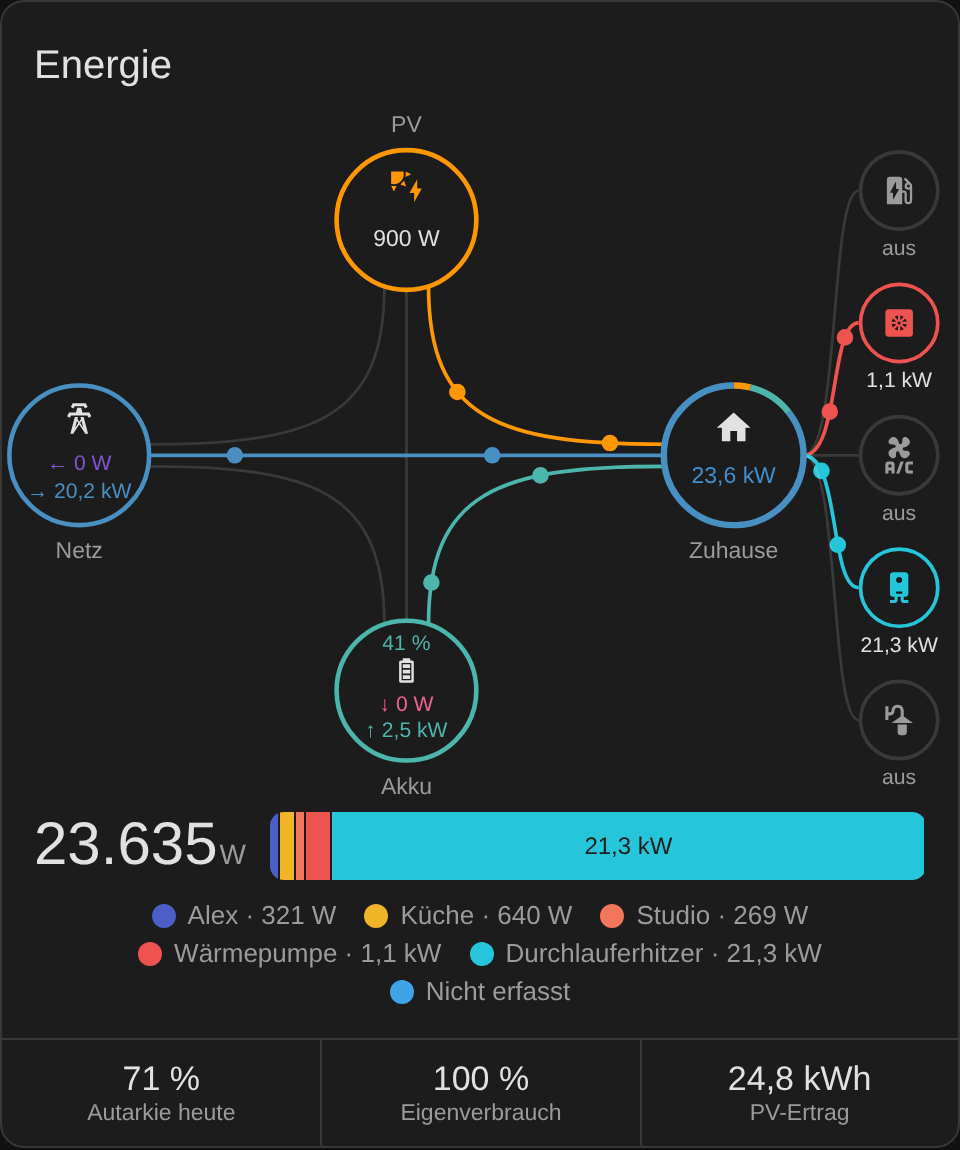 Energie
PV
900 W
aus
1,1 kW
A/C
aus
← 0 W
→ 20,2 kW
Netz
23,6 kW
Zuhause
21,3 kW
41 %
↓ 0 W
↑ 2,5 kW
Akku
aus
23.635 W
21,3 kW
Alex · 321 W
Küche · 640 W
Studio · 269 W
Wärmepumpe · 1,1 kW
Durchlauferhitzer · 21,3 kW
Nicht erfasst
71 %
Autarkie heute
100 %
Eigenverbrauch
24,8 kWh
PV-Ertrag